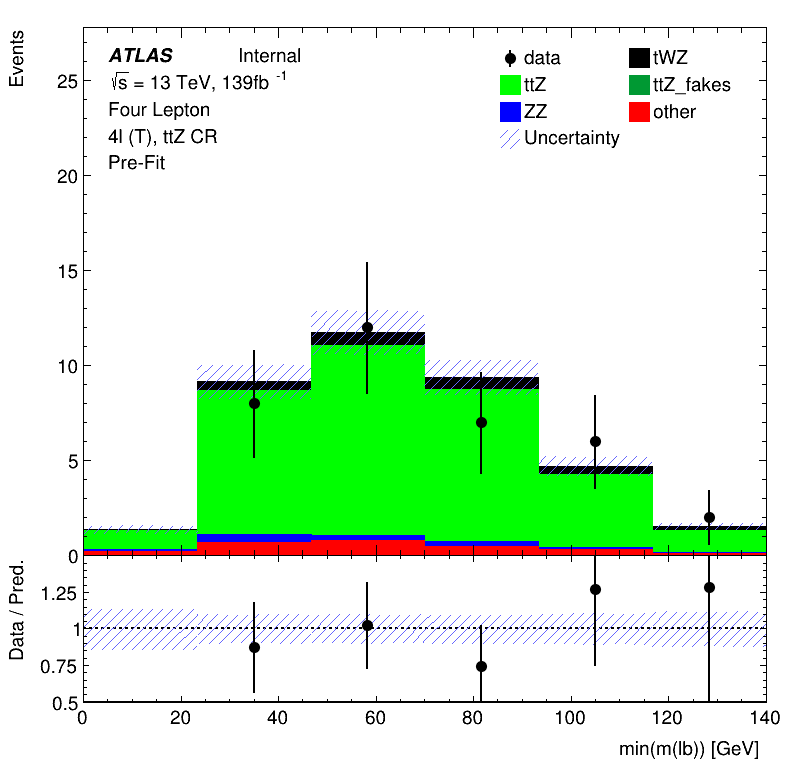 Events
ATLAS Internal
√s = 13 TeV, 139fb⁻¹
Four Lepton
4l (T), ttZ CR
Pre-Fit
data
tWZ
ttZ
ttZ_fakes
ZZ
other
Uncertainty
25
20
15
10
5
0
Data / Pred.
1.25
1
0.75
0.5
0 20 40 60 80 100 120 140
min(m(lb)) [GeV]